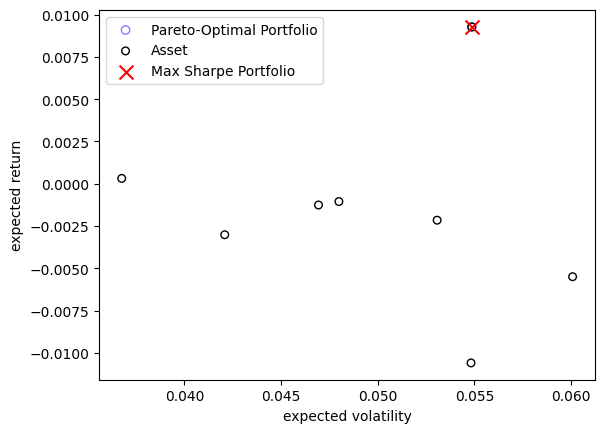 Pareto-Optimal Portfolio
Asset
Max Sharpe Portfolio
0.0100
0.0075
0.0050
0.0025
0.0000
−0.0025
−0.0050
−0.0075
−0.0100
expected return
0.040 0.045 0.050 0.055 0.060
expected volatility